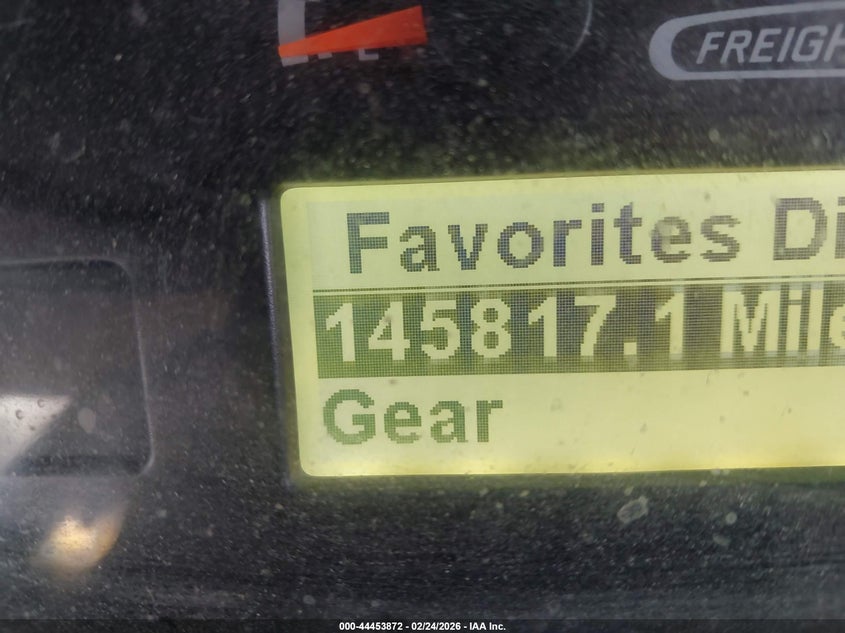 E
FREIGH
Favorites Di
145817.1 Mile
Gear
000-44453872 - 02/24/2026 - IAA Inc.